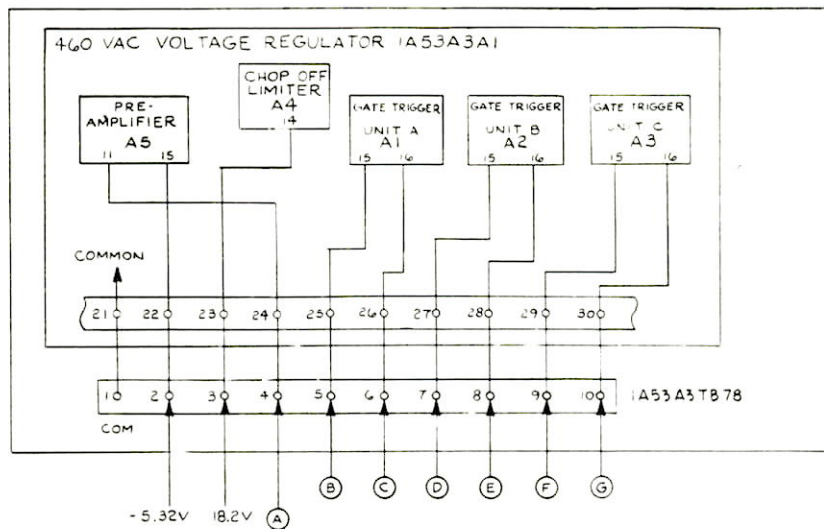 460 VAC VOLTAGE REGULATOR 1A53A3A1
CHOP OFF
LIMITER
A4
14
PRE-
AMPLIFIER
A5
11 15
GATE TRIGGER
UNIT A
A1
15 16
GATE TRIGGER
UNIT B
A2
15 16
GATE TRIGGER
UNIT C
A3
15 16
COMMON
21 22 23 24 25 26 27 28 29 30
1 2 3 4 5 6 7 8 9 10 1A53A3TB78
COM
B C D E F G
-5.32V 18.2V A